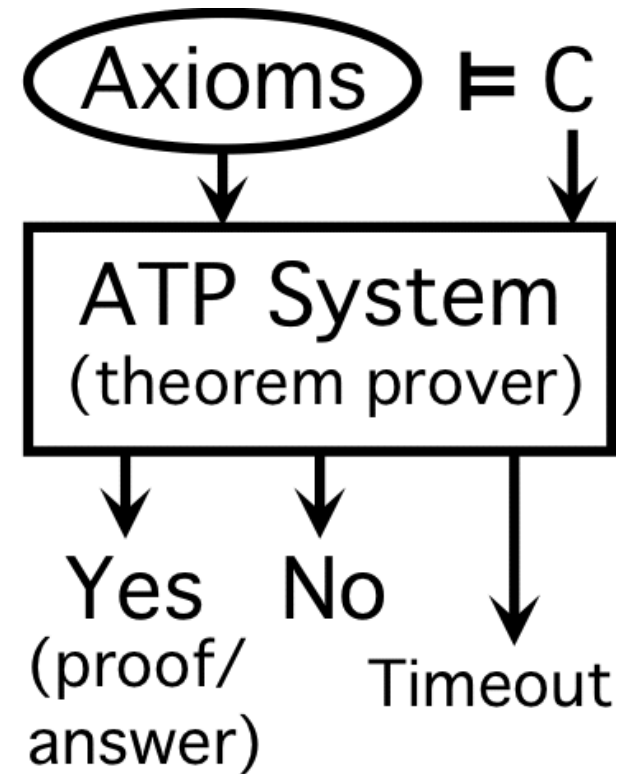 Axioms ⊨ C
ATP System
(theorem prover)
Yes No
(proof/
answer)
Timeout